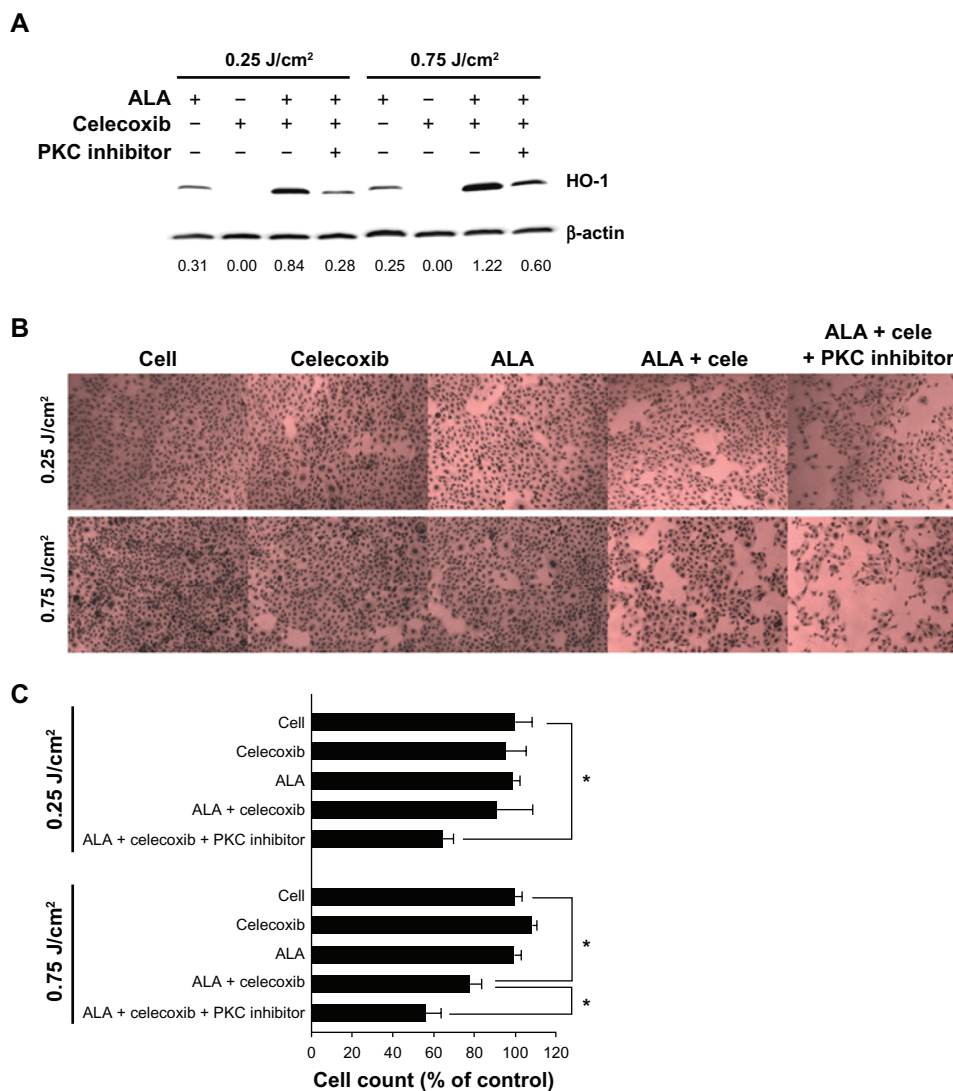 A
0.25 J/cm² 0.75 J/cm²
ALA + – + + + – + +
Celecoxib – + + + – + + +
PKC inhibitor – – – + – – – +
HO-1
β-actin
0.31 0.00 0.84 0.28 0.25 0.00 1.22 0.60
B
Cell Celecoxib ALA ALA + cele ALA + cele
+ PKC inhibitor
0.25 J/cm²
0.75 J/cm²
C
0.25 J/cm²
Cell
Celecoxib
ALA
ALA + celecoxib
ALA + celecoxib + PKC inhibitor
*
0.75 J/cm²
Cell
Celecoxib
ALA
ALA + celecoxib
ALA + celecoxib + PKC inhibitor
*
*
0 20 40 60 80 100 120
Cell count (% of control)